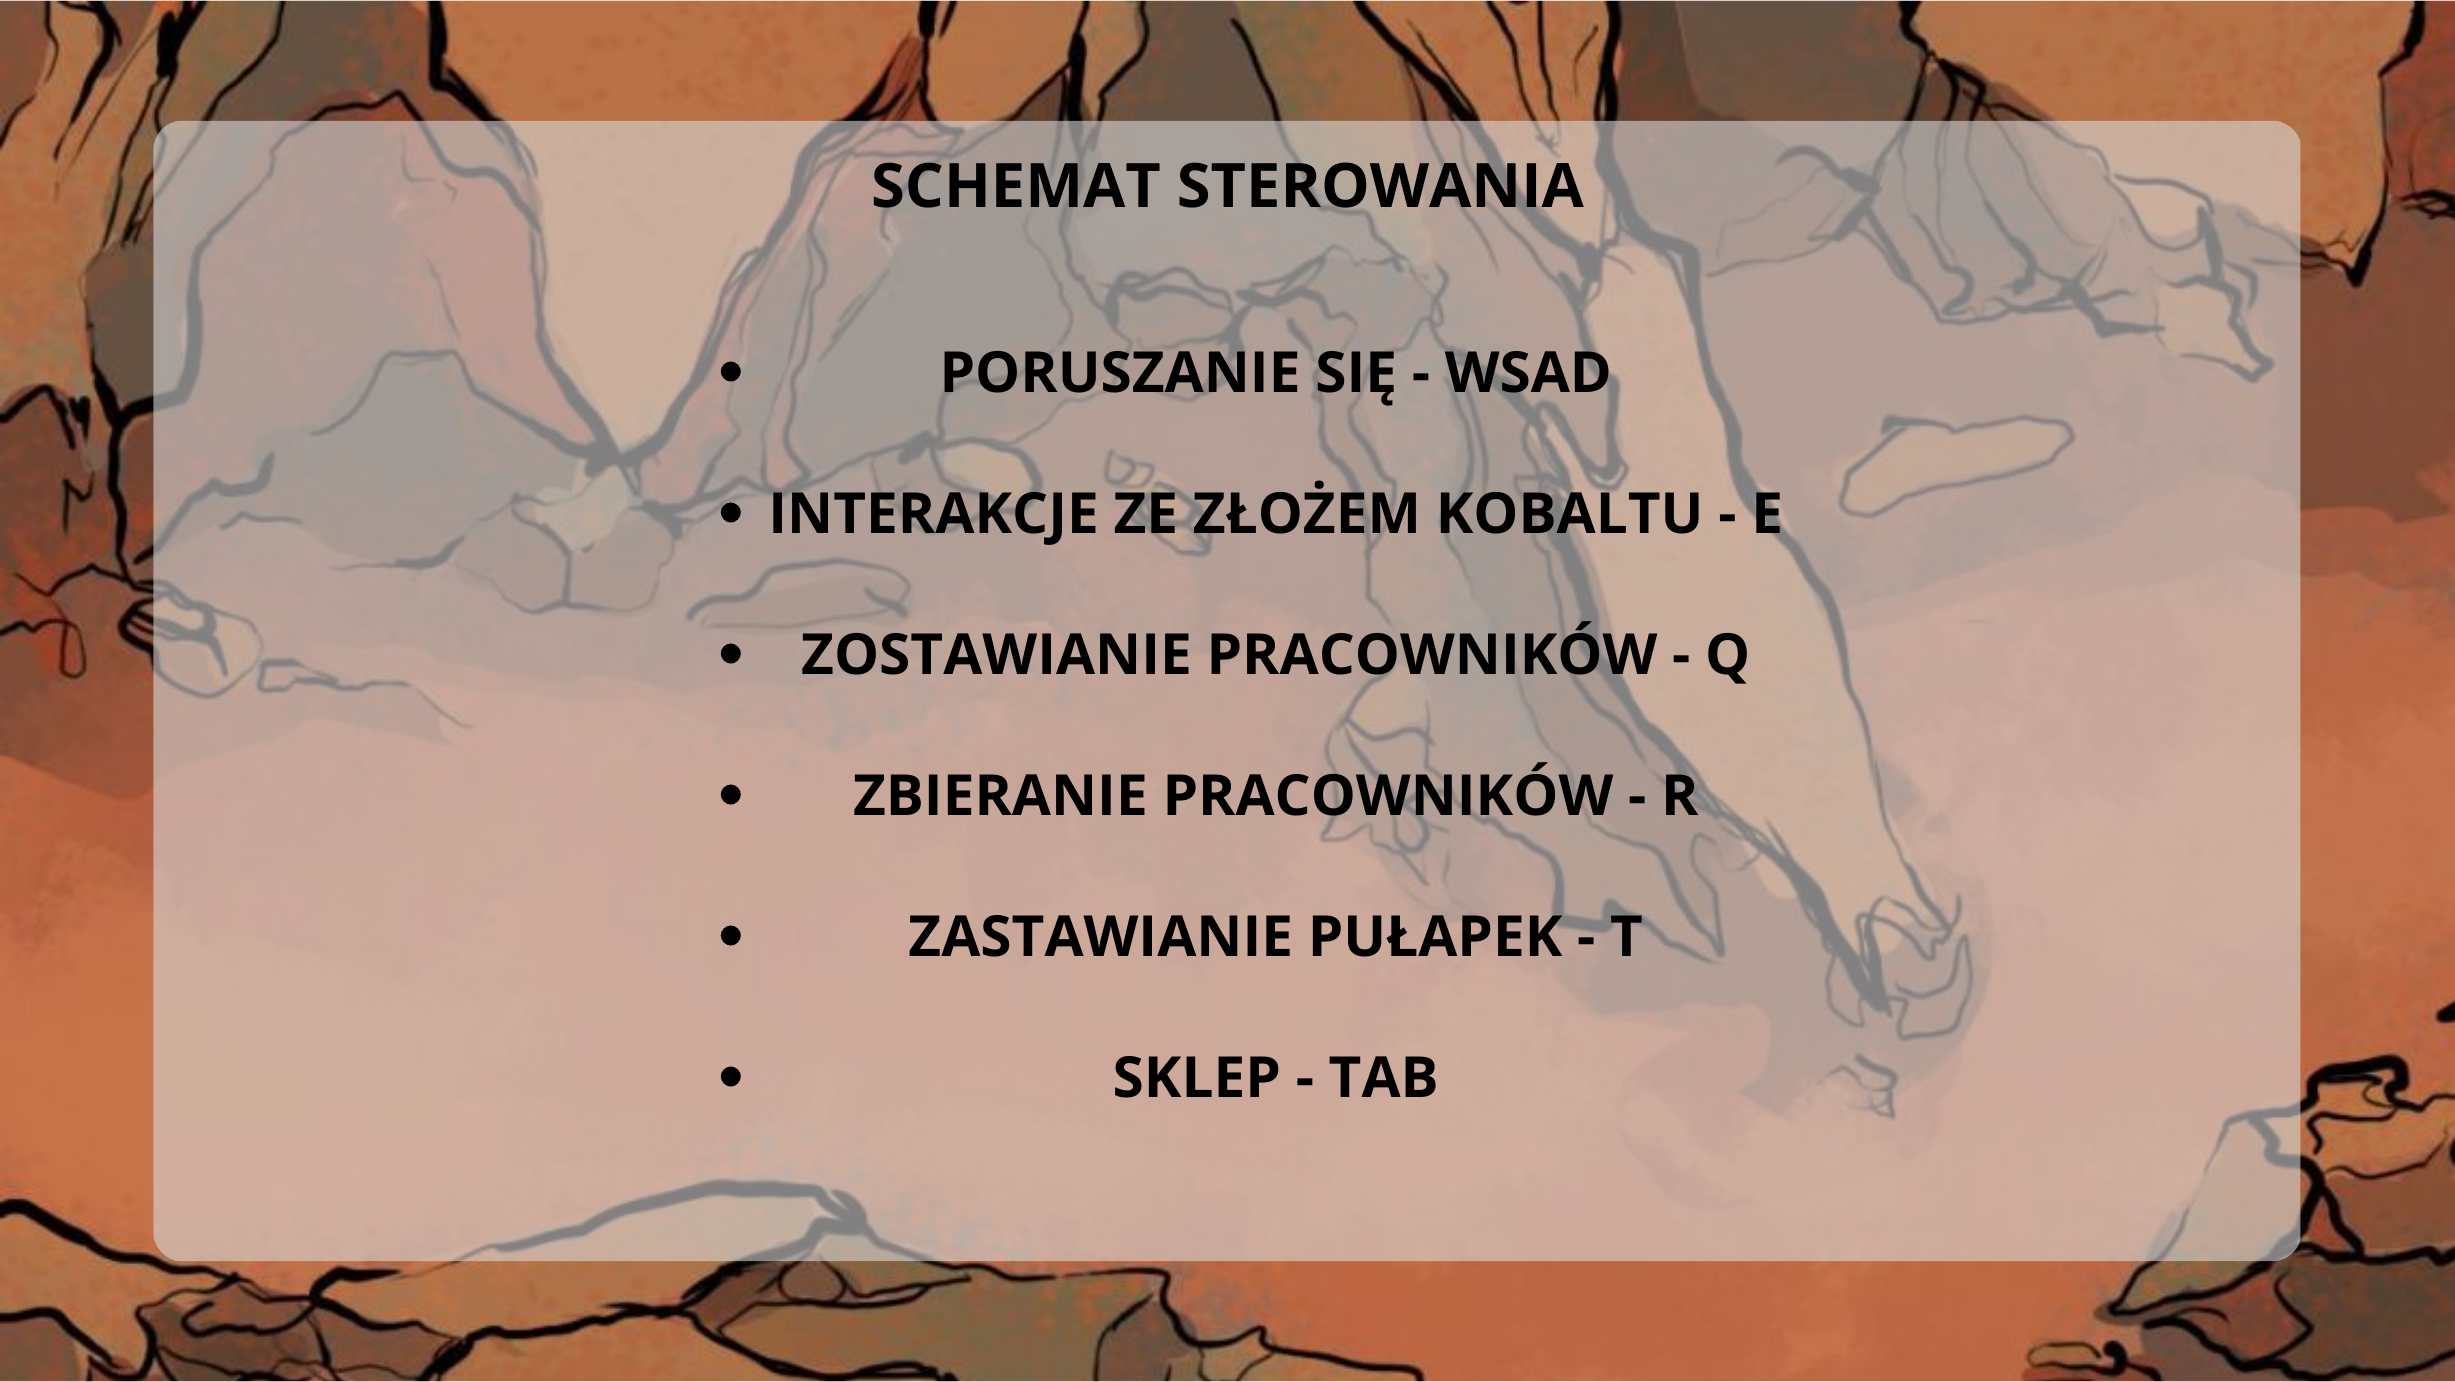 SCHEMAT STEROWANIA
• PORUSZANIE SIĘ - WSAD
• INTERAKCJE ZE ZŁOŻEM KOBALTU - E
• ZOSTAWIANIE PRACOWNIKÓW - Q
• ZBIERANIE PRACOWNIKÓW - R
• ZASTAWIANIE PUŁAPEK - T
• SKLEP - TAB